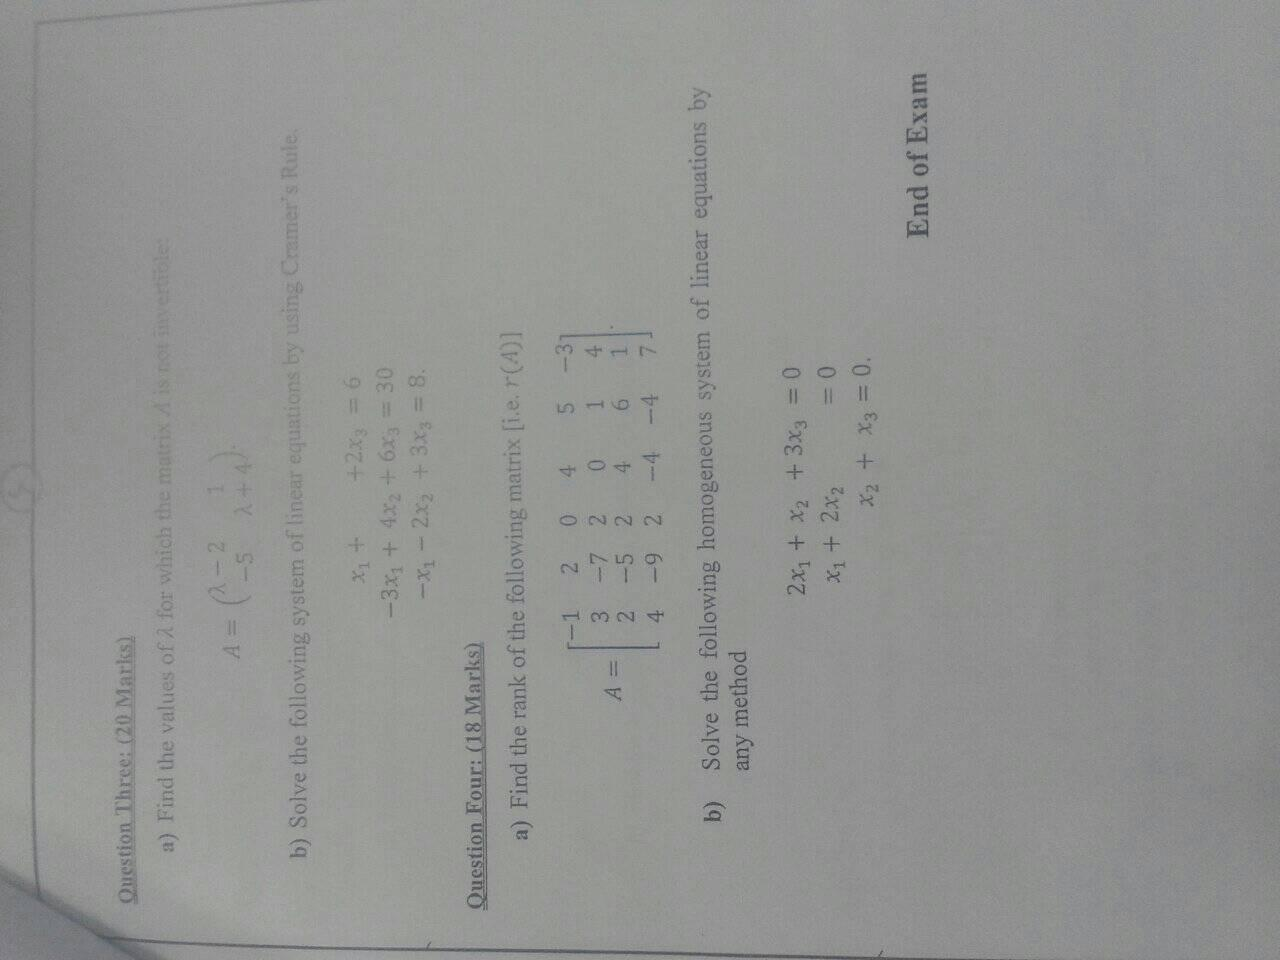 Question Three: (20 Marks)
a) Find the values of λ for which the matrix A is not invertible:
A = (λ − 2 1
−5 λ + 4).
b) Solve the following system of linear equations by using Cramer's Rule.
x₁ + +2x₃ = 6
−3x₁ + 4x₂ + 6x₃ = 30
−x₁ − 2x₂ + 3x₃ = 8.
Question Four: (18 Marks)
a) Find the rank of the following matrix [i.e. r(A)]
A = [−1 2 0 4 5 −3
3 −7 2 0 1 4
2 −5 2 4 6 1
4 −9 2 −4 −4 7].
b) Solve the following homogeneous system of linear equations by
any method
2x₁ + x₂ + 3x₃ = 0
x₁ + 2x₂ = 0
x₂ + x₃ = 0.
End of Exam